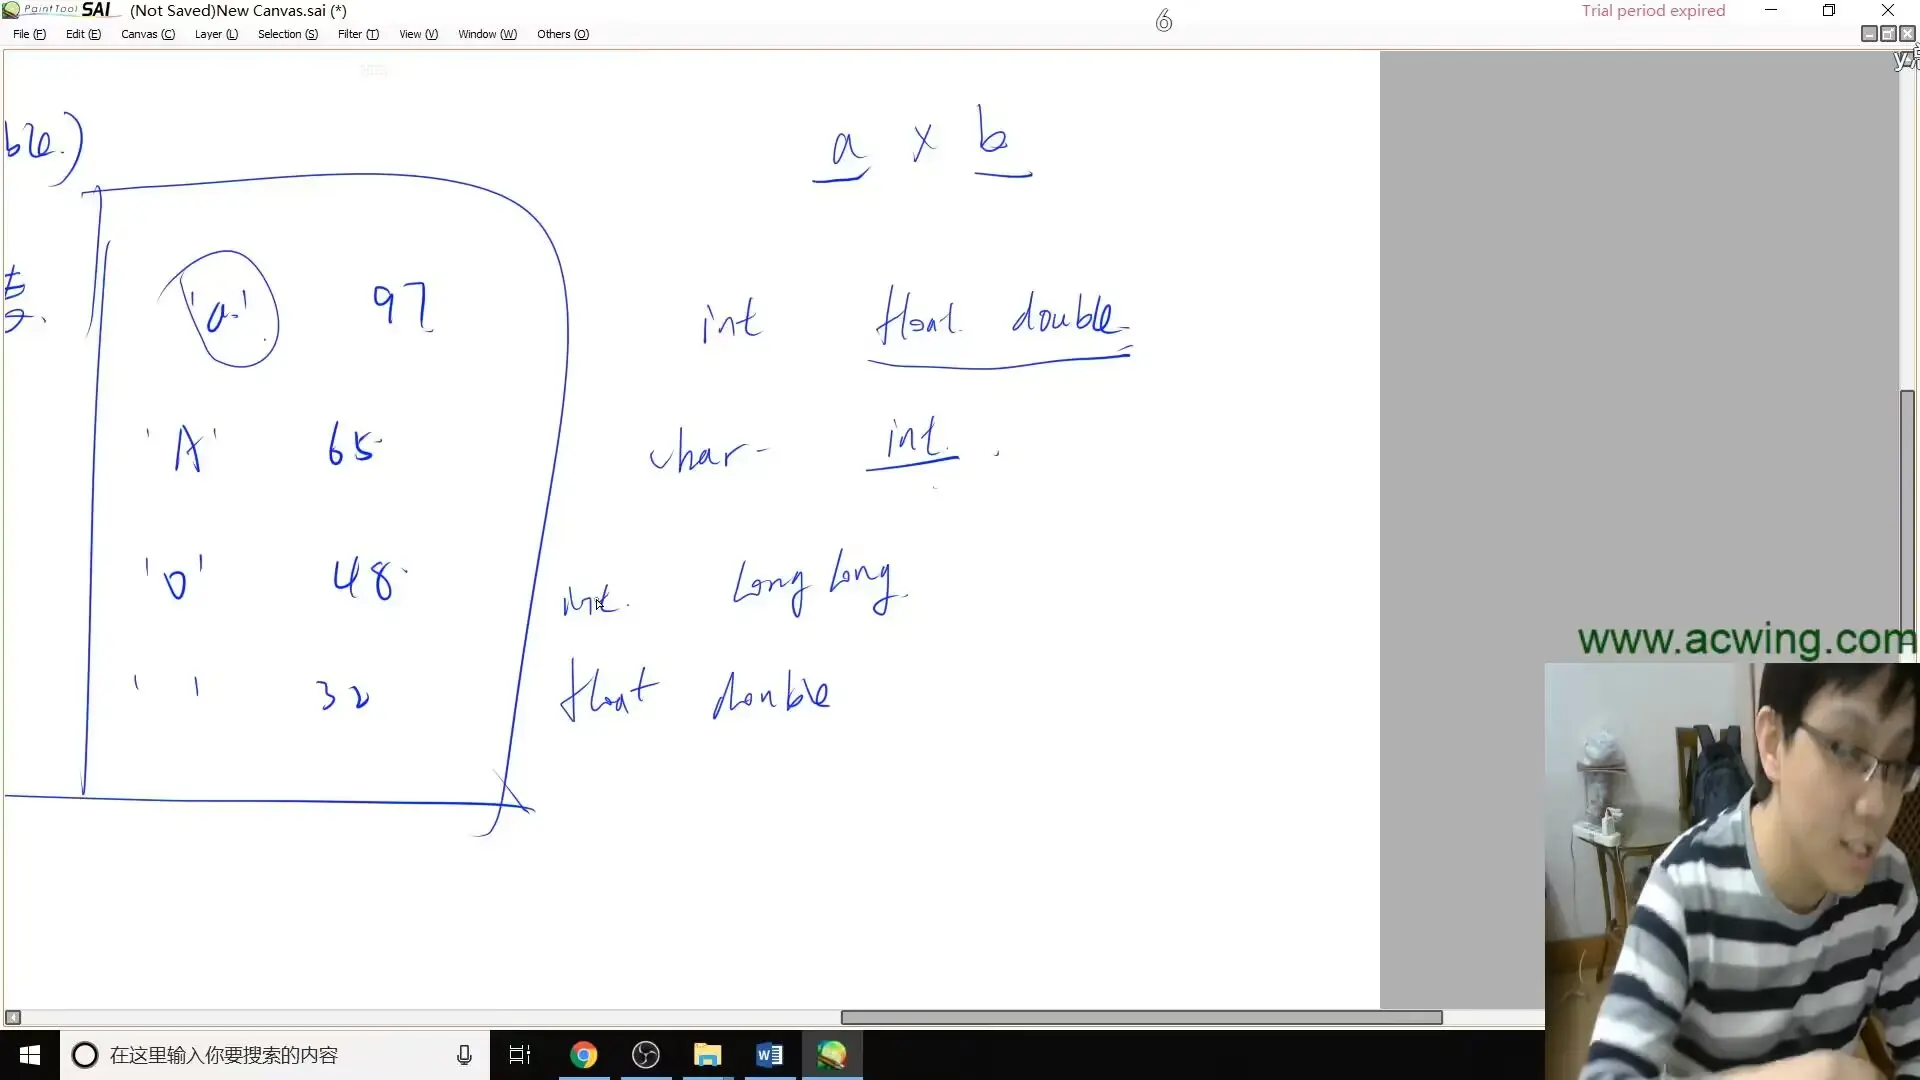 PaintTool SAI (Not Saved)New Canvas.sai (*)
6
Trial period expired
File (F) Edit (E) Canvas (C) Layer (L) Selection (S) Filter (T) View (V) Window (W) Others (O)
ble.)
a × b
'a' 97
int float double
'A' 65
char int
'0' 48
int long long
' ' 32
float double
www.acwing.com
在这里输入你要搜索的内容